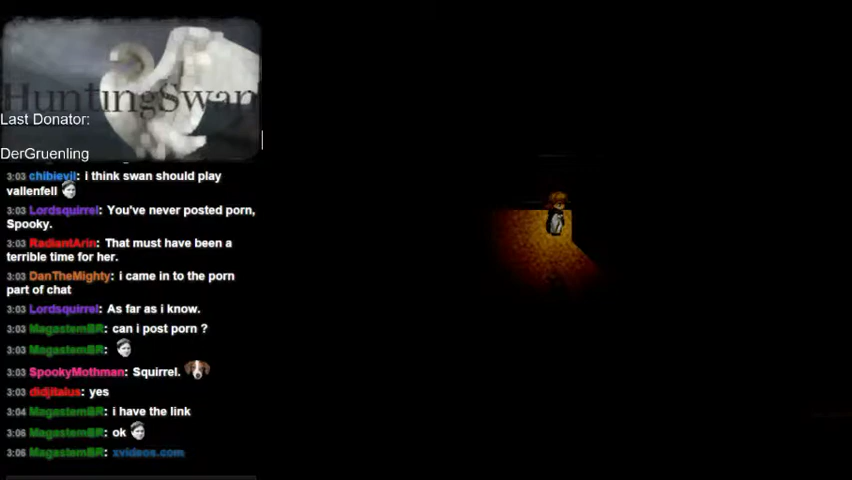 HuntingSwan
Last Donator:
DerGruenling
3:03 chibievil: i think swan should play
vallenfell
3:03 Lordsquirrel: You've never posted porn,
Spooky.
3:03 RadiantArin: That must have been a
terrible time for her.
3:03 DanTheMighty: i came in to the porn
part of chat
3:03 Lordsquirrel: As far as i know.
3:03 MagastemBR: can i post porn ?
3:03 MagastemBR:
3:03 SpookyMothman: Squirrel.
3:03 didjitalus: yes
3:04 MagastemBR: i have the link
3:06 MagastemBR: ok
3:06 MagastemBR: xvideos.com